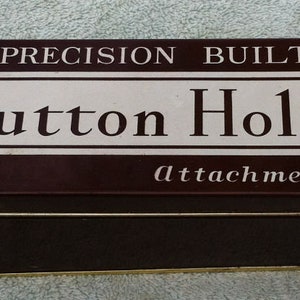 PRECISION BUILT
utton Hol
Attachme